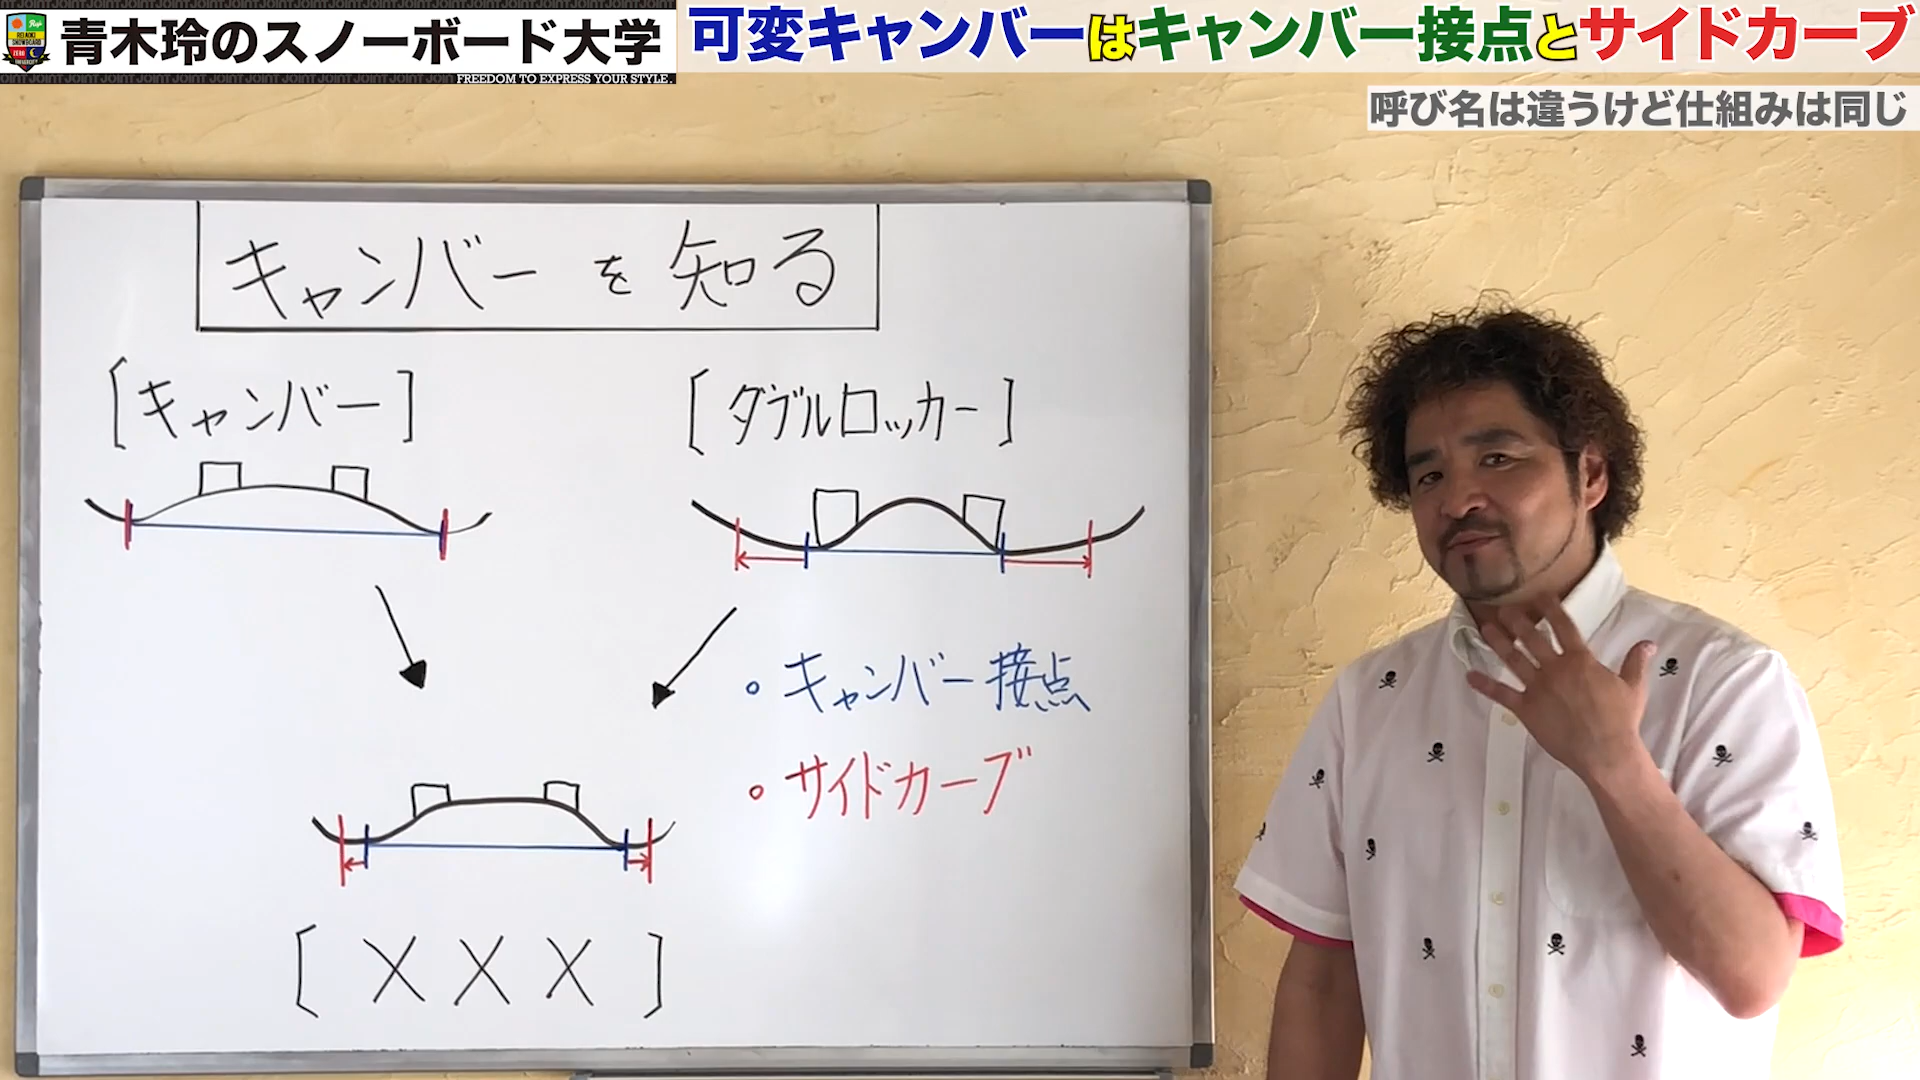 青木玲のスノーボード大学
FREEDOM TO EXPRESS YOUR STYLE.
可変キャンバーはキャンバー接点とサイドカーブ
呼び名は違うけど仕組みは同じ
キャンバーを知る
[キャンバー]
[ダブルロッカー]
。キャンバー接点
。サイドカーブ
[XXX]